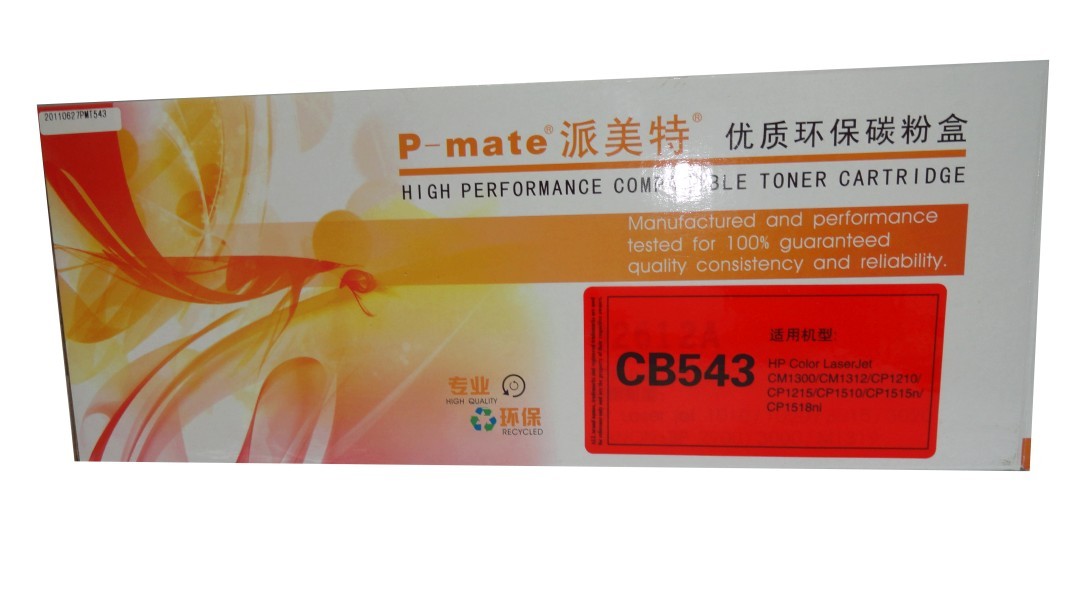 20110627PM1543
P-mate® 派美特® 优质环保碳粉盒
HIGH PERFORMANCE COMPATIBLE TONER CARTRIDGE
Manufactured and performance
tested for 100% guaranteed
quality consistency and reliability.
适用机型:
CB543
HP Color LaserJet
CM1300/CM1312/CP1210/
CP1215/CP1510/CP1515n/
CP1518ni
专业
HIGH QUALITY
环保
RECYCLED